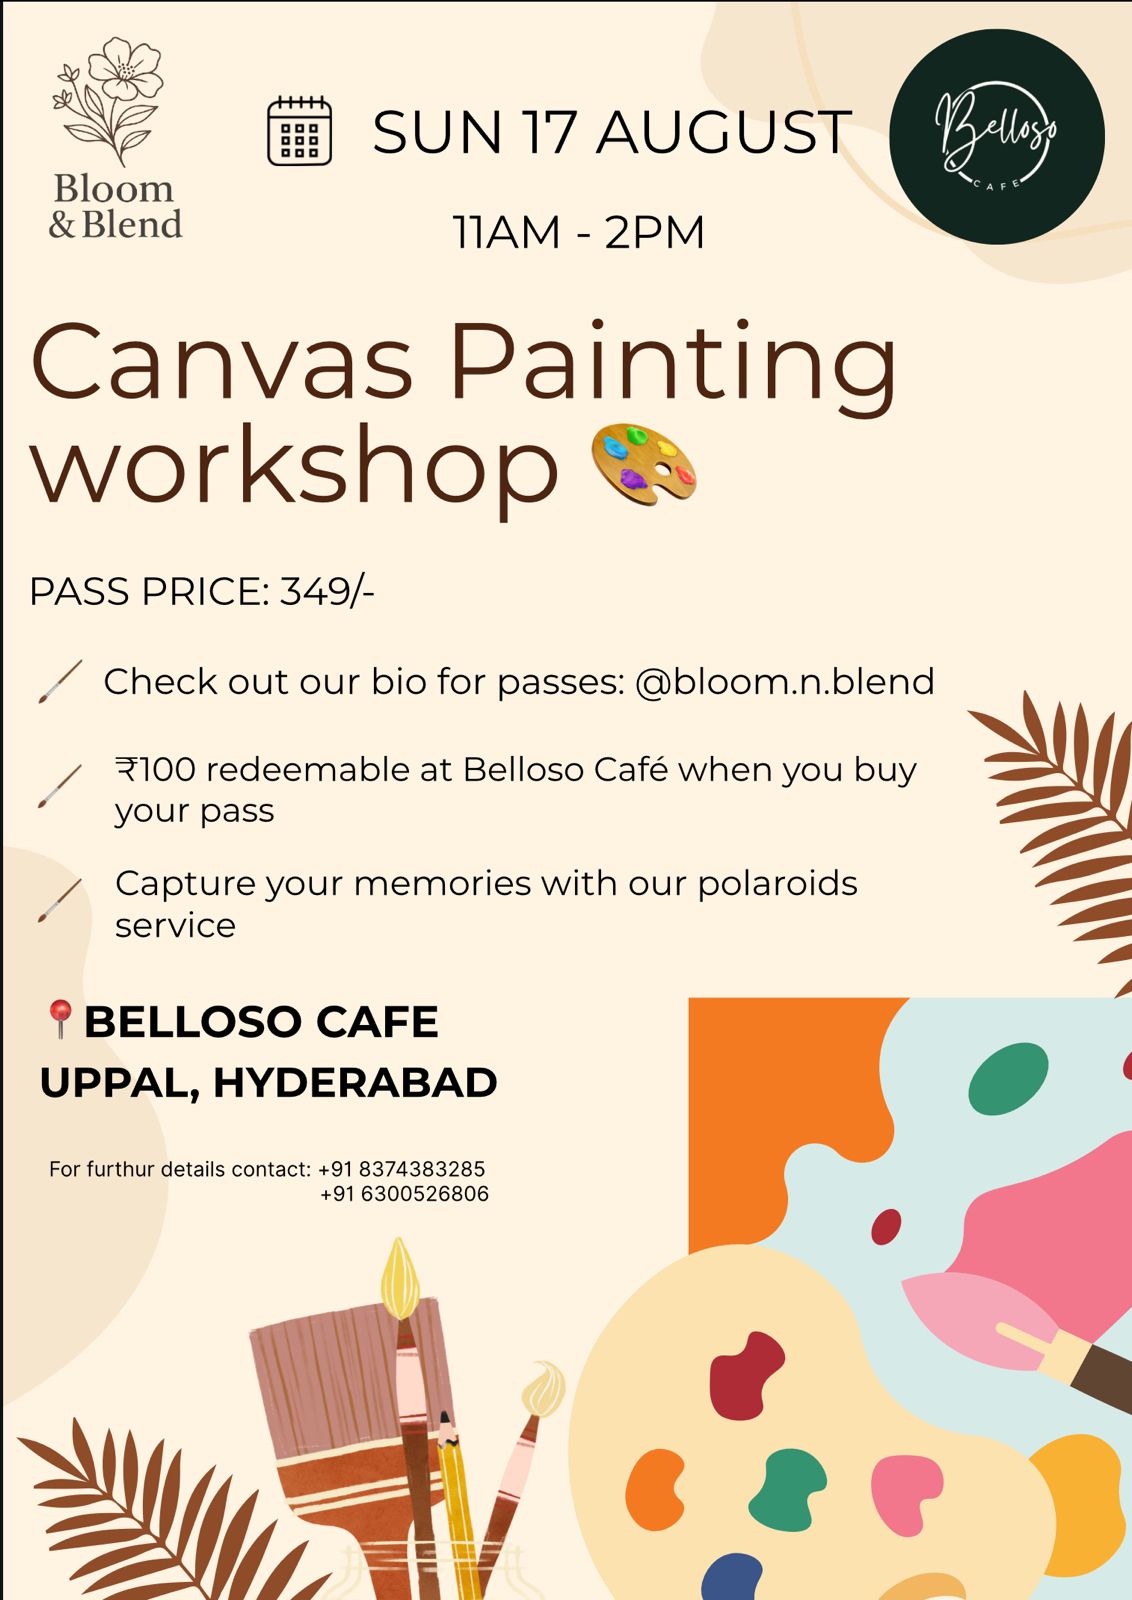 Bloom
& Blend
SUN 17 AUGUST
11AM - 2PM
Belloso
CAFE
Canvas Painting
workshop
PASS PRICE: 349/-
Check out our bio for passes: @bloom.n.blend
₹100 redeemable at Belloso Café when you buy
your pass
Capture your memories with our polaroids
service
BELLOSO CAFE
UPPAL, HYDERABAD
For furthur details contact: +91 8374383285
+91 6300526806